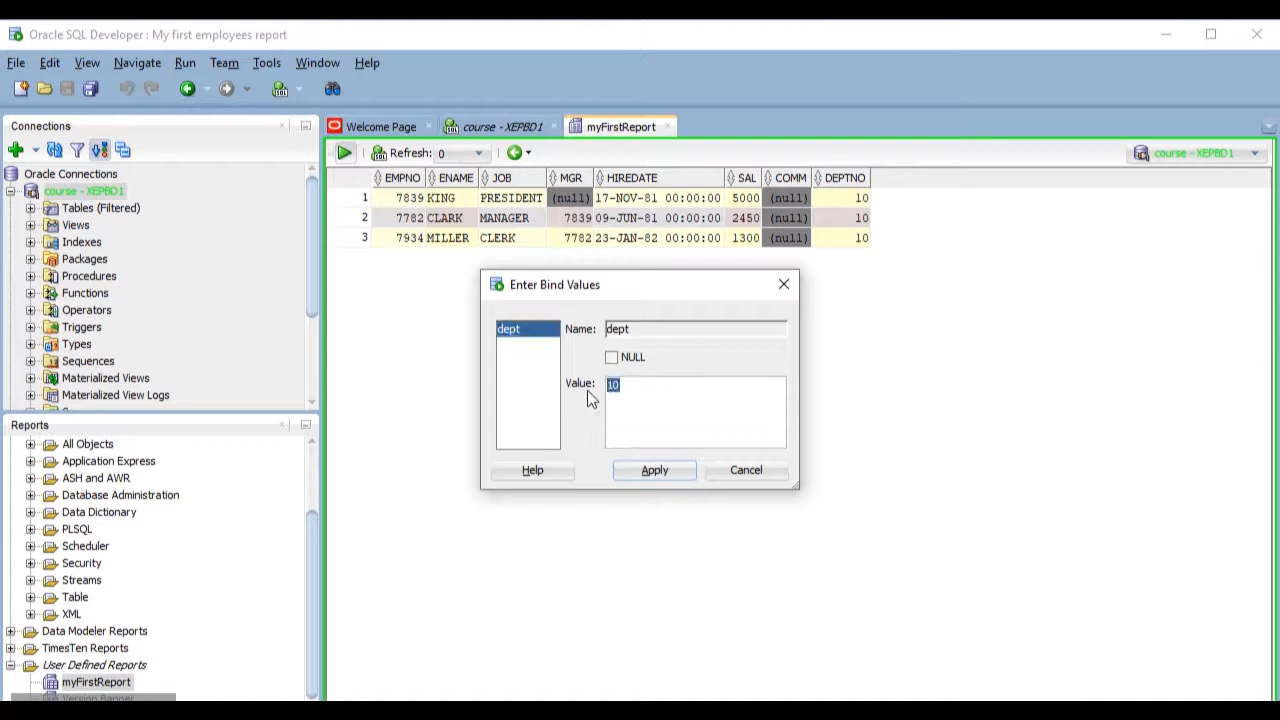 Oracle SQL Developer : My first employees report
File Edit View Navigate Run Team Tools Window Help
Connections
Welcome Page course - XEPBD1 myFirstReport
Refresh: 0 course - XEPBD1
Oracle Connections
course - XEPBD1
Tables (Filtered)
Views
Indexes
Packages
Procedures
Functions
Operators
Triggers
Types
Sequences
Materialized Views
Materialized View Logs
EMPNO ENAME JOB MGR HIREDATE SAL COMM DEPTNO
1 7839 KING PRESIDENT (null) 17-NOV-81 00:00:00 5000 (null) 10
2 7782 CLARK MANAGER 7839 09-JUN-81 00:00:00 2450 (null) 10
3 7934 MILLER CLERK 7782 23-JAN-82 00:00:00 1300 (null) 10
Enter Bind Values
dept Name: dept
NULL
Value: 10
Help Apply Cancel
Reports
All Objects
Application Express
ASH and AWR
Database Administration
Data Dictionary
PLSQL
Scheduler
Security
Streams
Table
XML
Data Modeler Reports
TimesTen Reports
User Defined Reports
myFirstReport
Version Banner